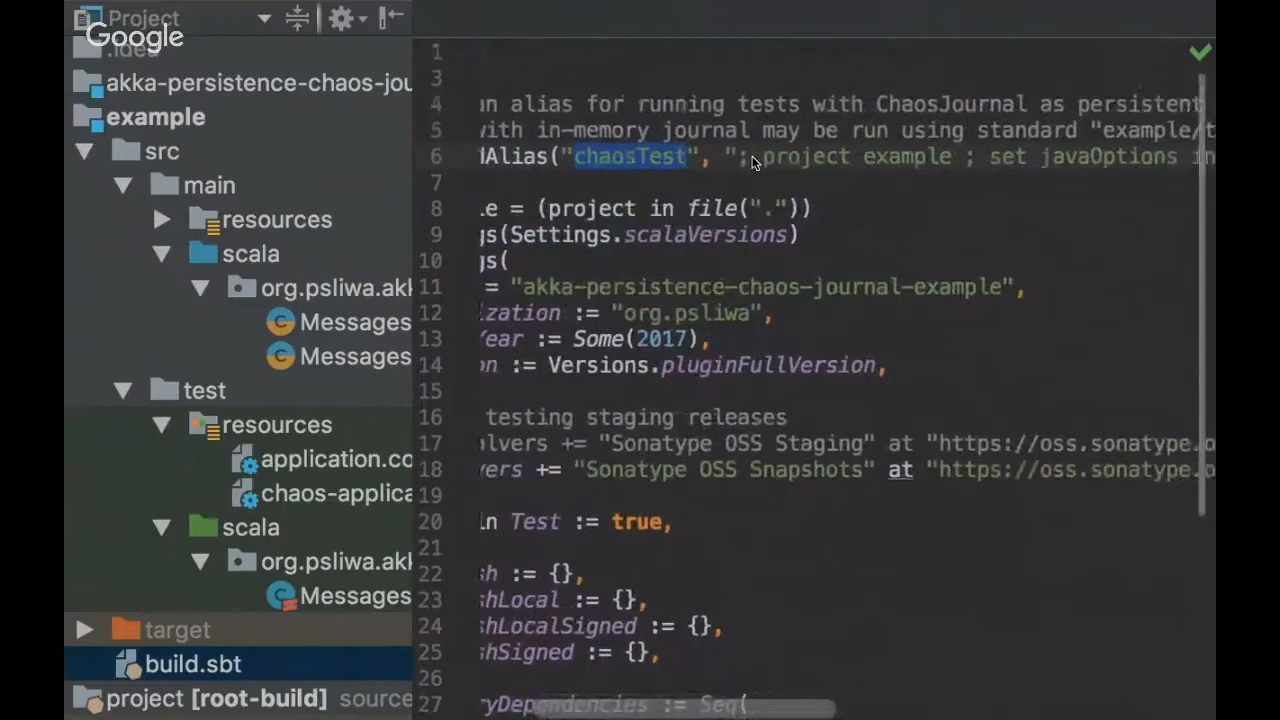 Project
Google
.idea
akka-persistence-chaos-jou
example
src
main
resources
scala
org.psliwa.akk
Messages
Messages
test
resources
application.co
chaos-applica
scala
org.psliwa.akk
Messages
target
build.sbt
project [root-build] source
1
3
4 an alias for running tests with ChaosJournal as persistent
5 with in-memory journal may be run using standard "example/t
6 dAlias("chaosTest", "; project example ; set javaOptions in
7
8 le = (project in file("."))
9 gs(Settings.scalaVersions)
10 gs(
11 = "akka-persistence-chaos-journal-example",
12 ization := "org.psliwa",
13 Year := Some(2017),
14 on := Versions.pluginFullVersion,
15
16 testing staging releases
17 olvers += "Sonatype OSS Staging" at "https://oss.sonatype.o
18 vers += "Sonatype OSS Snapshots" at "https://oss.sonatype.o
19
20 in Test := true,
21
22 sh := {},
23 shLocal := {},
24 shLocalSigned := {},
25 shSigned := {},
26
27 ryDependencies := Seq(